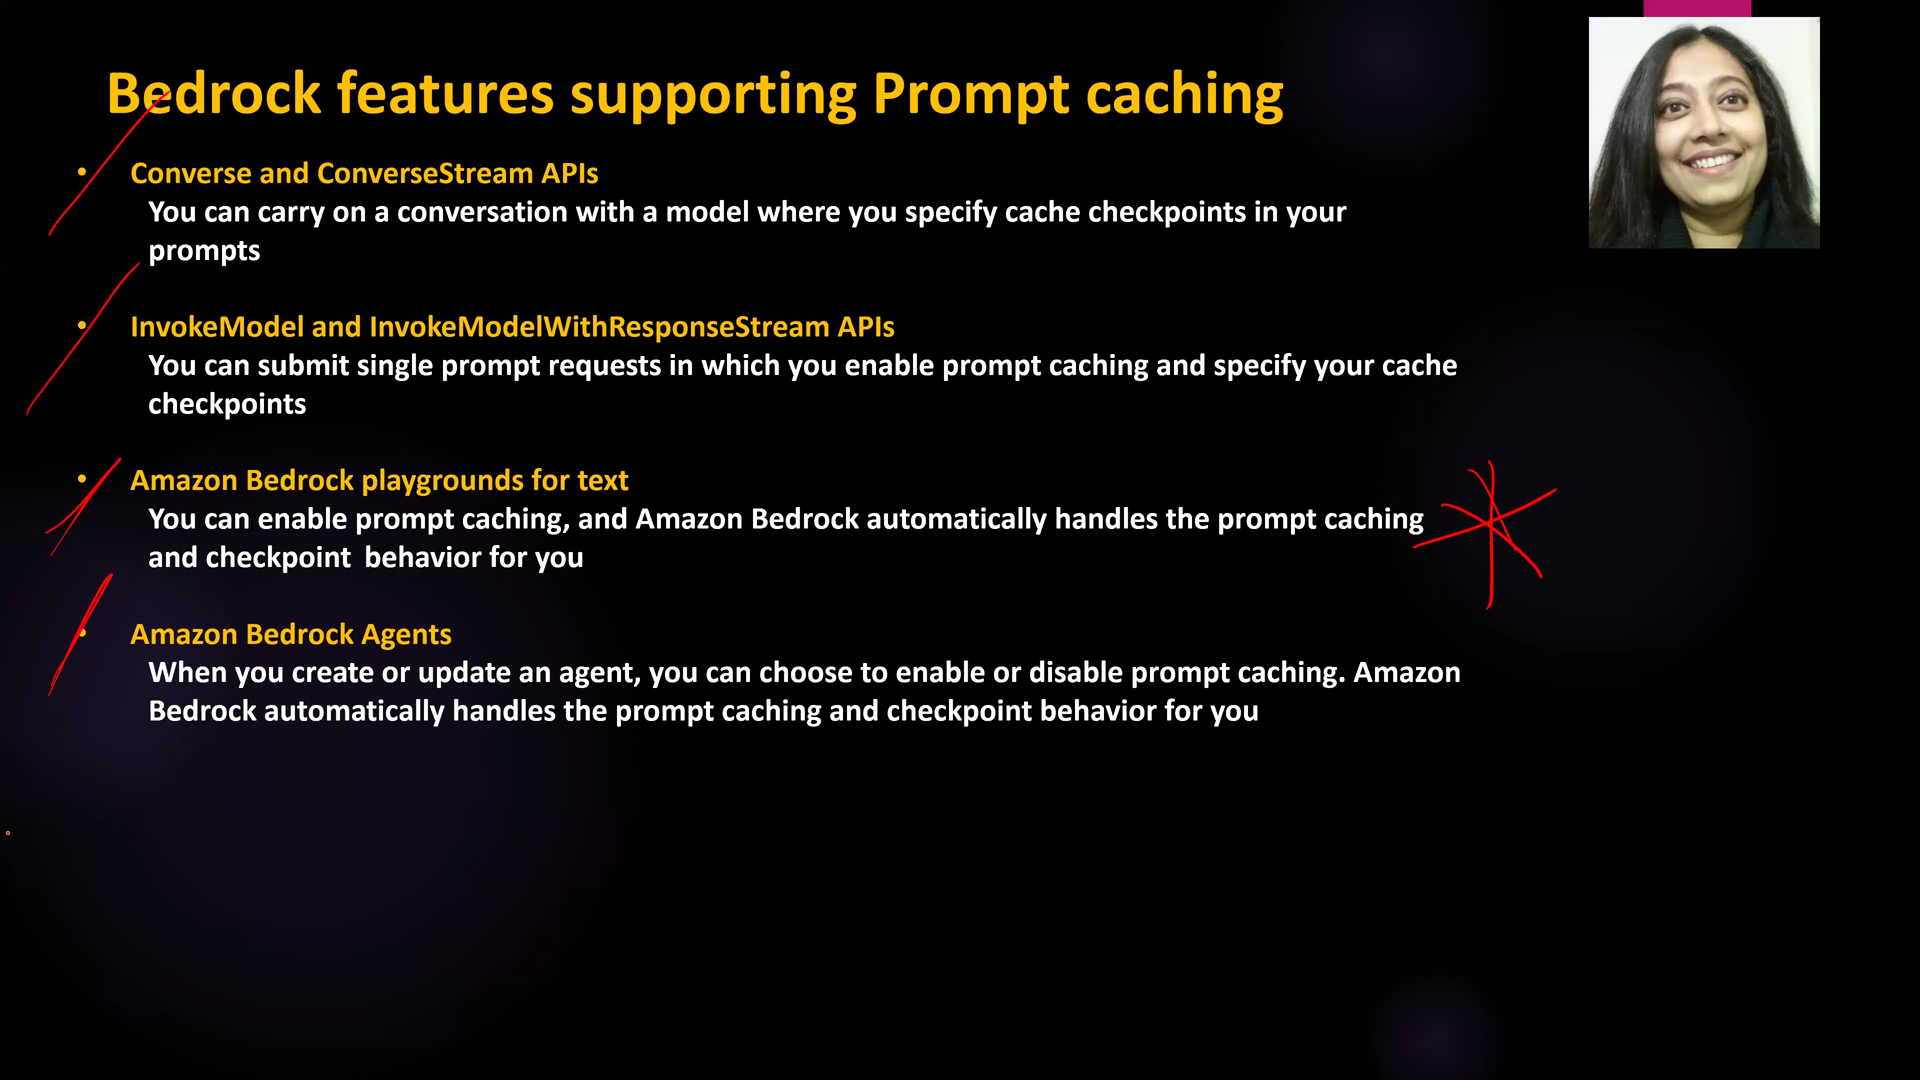 Bedrock features supporting Prompt caching
• Converse and ConverseStream APIs
You can carry on a conversation with a model where you specify cache checkpoints in your
prompts
• InvokeModel and InvokeModelWithResponseStream APIs
You can submit single prompt requests in which you enable prompt caching and specify your cache
checkpoints
• Amazon Bedrock playgrounds for text
You can enable prompt caching, and Amazon Bedrock automatically handles the prompt caching
and checkpoint behavior for you
• Amazon Bedrock Agents
When you create or update an agent, you can choose to enable or disable prompt caching. Amazon
Bedrock automatically handles the prompt caching and checkpoint behavior for you